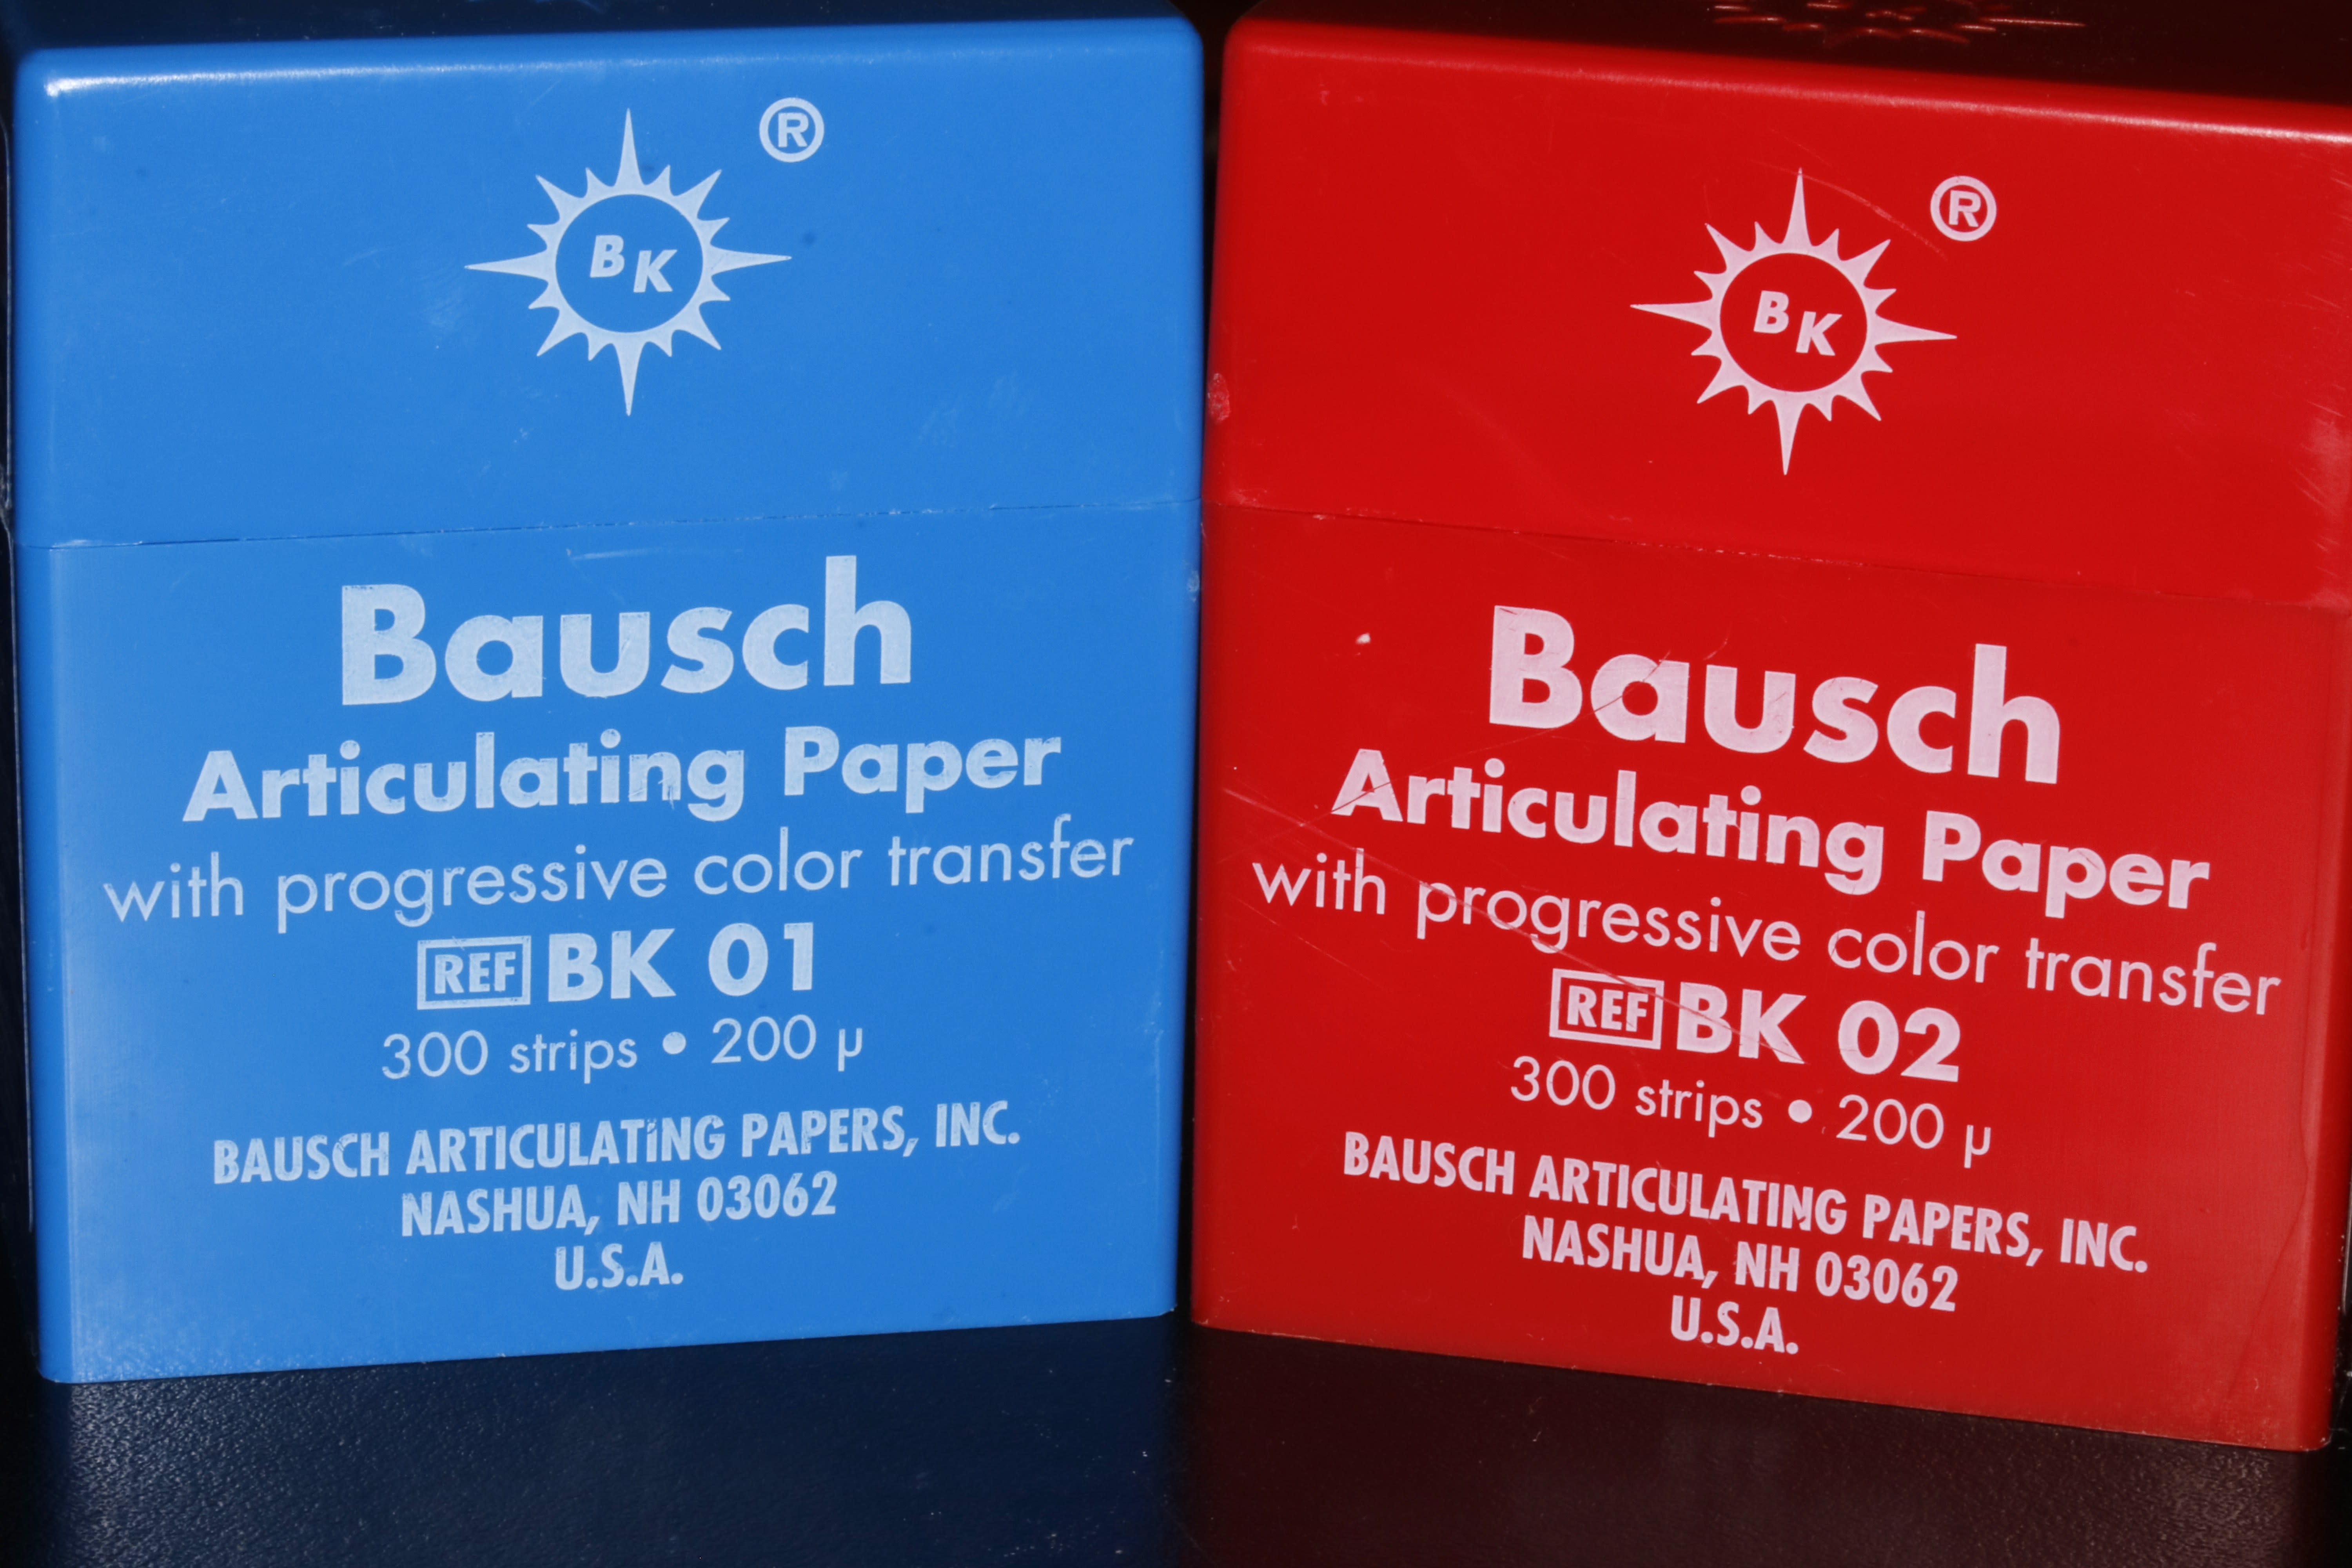 ®
BK
Bausch
Articulating Paper
with progressive color transfer
REF BK 01
300 strips • 200 µ
BAUSCH ARTICULATING PAPERS, INC.
NASHUA, NH 03062
U.S.A.
®
BK
Bausch
Articulating Paper
with progressive color transfer
REF BK 02
300 strips • 200 µ
BAUSCH ARTICULATING PAPERS, INC.
NASHUA, NH 03062
U.S.A.